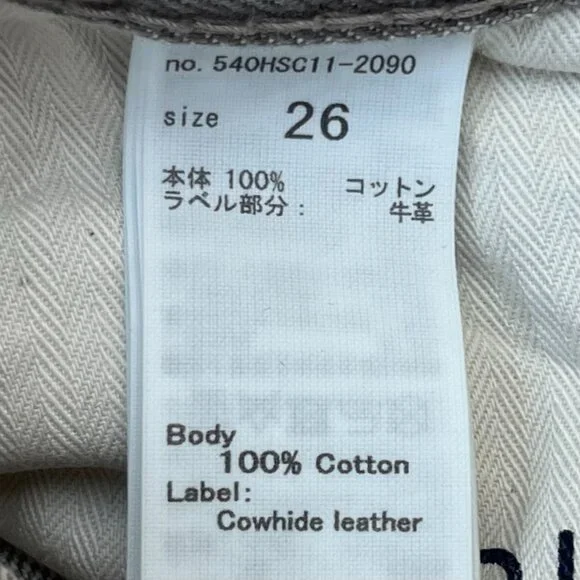 no. 540HSC11-2090
size 26
本体 100% コットン
ラベル部分 : 牛革
Body
100% Cotton
Label:
Cowhide leather